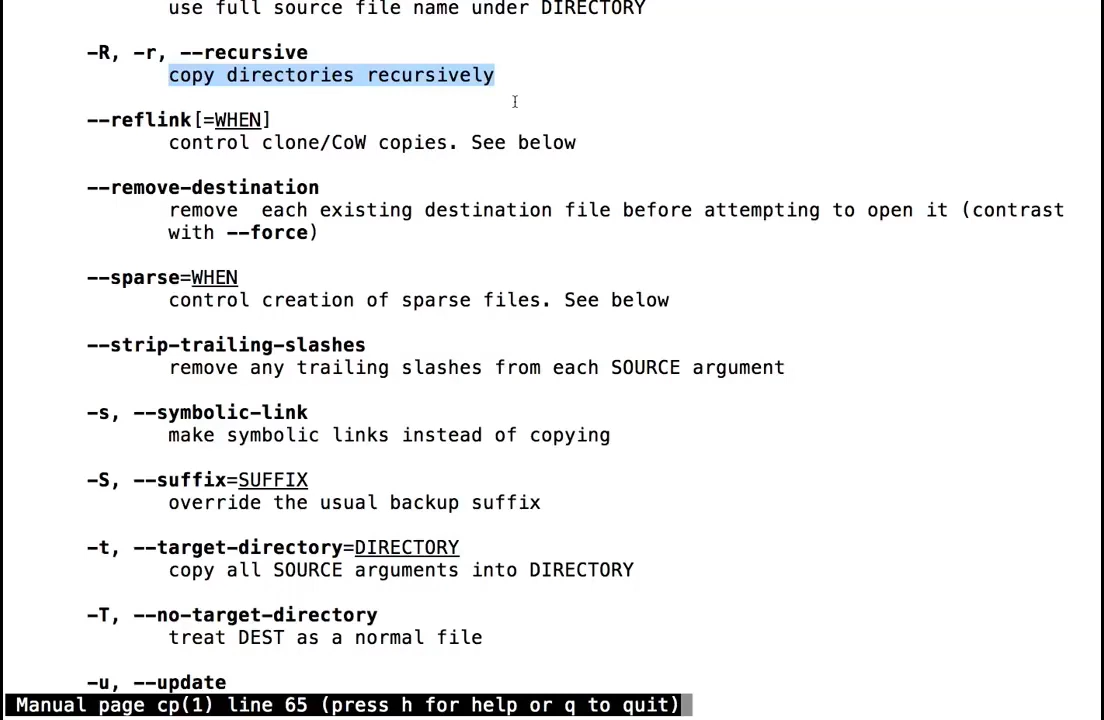 use full source file name under DIRECTORY
-R, -r, --recursive
copy directories recursively
--reflink[=WHEN]
control clone/CoW copies. See below
--remove-destination
remove  each existing destination file before attempting to open it (contrast
with --force)
--sparse=WHEN
control creation of sparse files. See below
--strip-trailing-slashes
remove any trailing slashes from each SOURCE argument
-s, --symbolic-link
make symbolic links instead of copying
-S, --suffix=SUFFIX
override the usual backup suffix
-t, --target-directory=DIRECTORY
copy all SOURCE arguments into DIRECTORY
-T, --no-target-directory
treat DEST as a normal file
-u, --update
Manual page cp(1) line 65 (press h for help or q to quit)